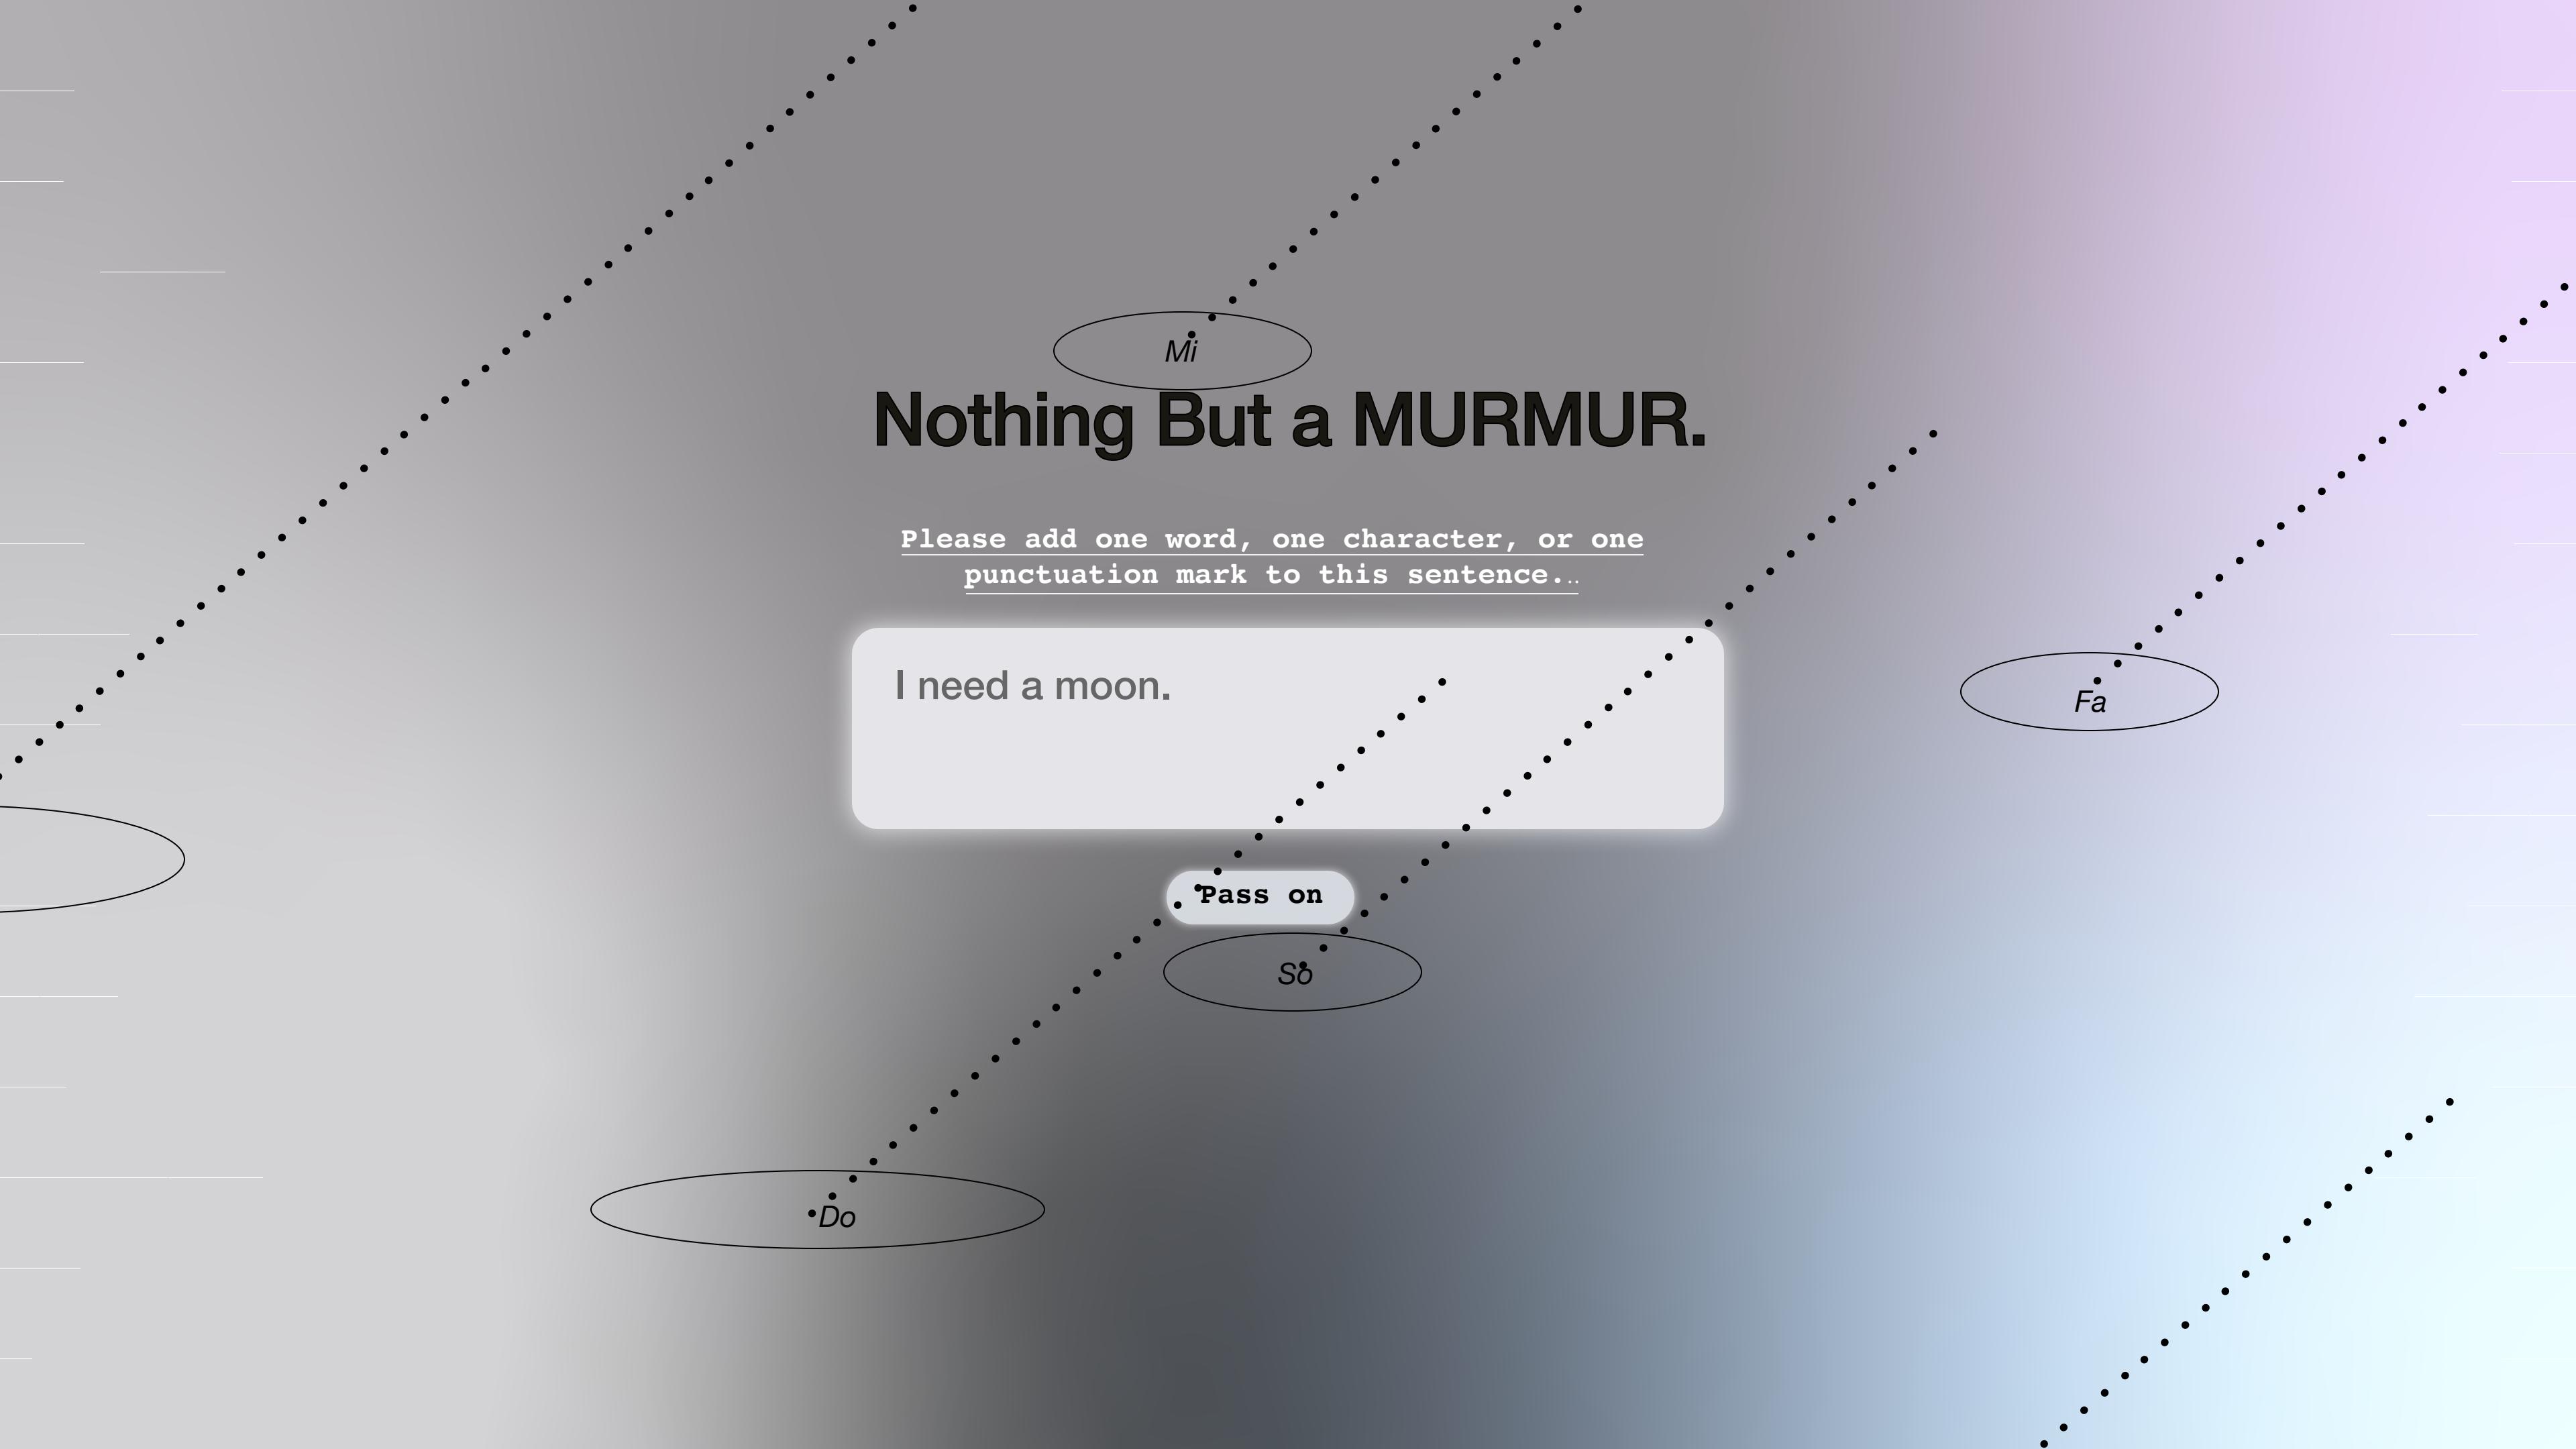 Mi
Nothing But a MURMUR.
Please add one word, one character, or one
punctuation mark to this sentence...
I need a moon.
Fa
Pass on
So
Do